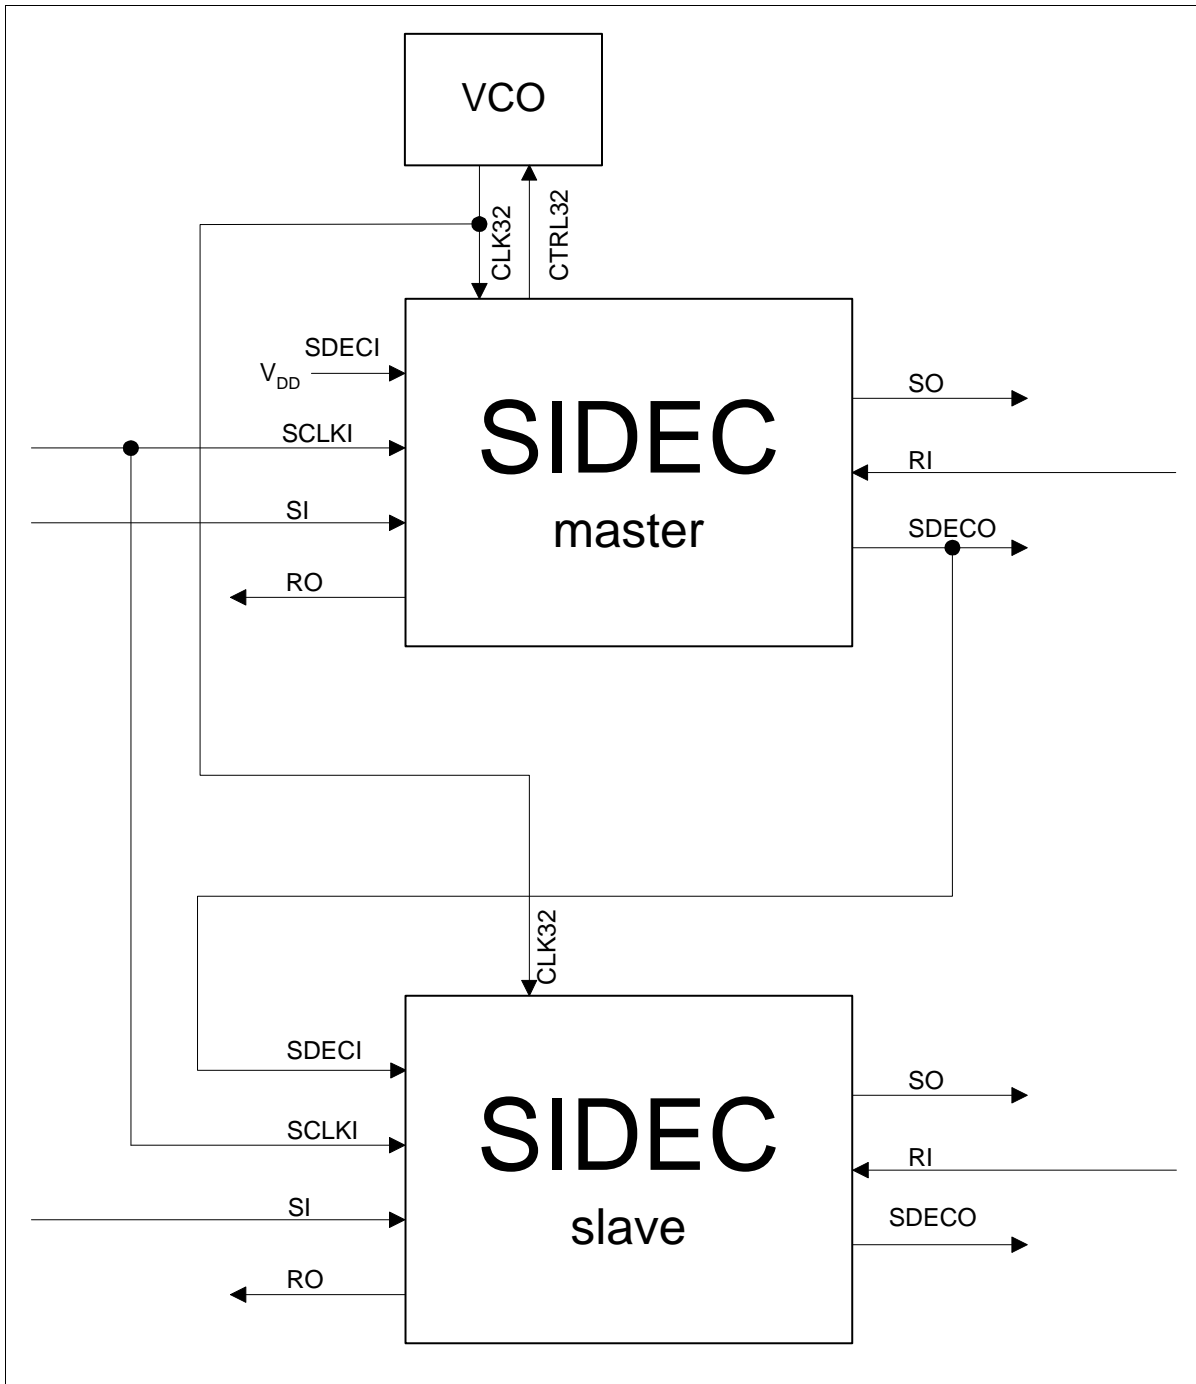 VCO
CLK32
CTRL32
SDECI
VDD
SCLKI
SI
RO
SIDEC
master
SO
RI
SDECO
CLK32
SDECI
SCLKI
SI
RO
SIDEC
slave
SO
RI
SDECO